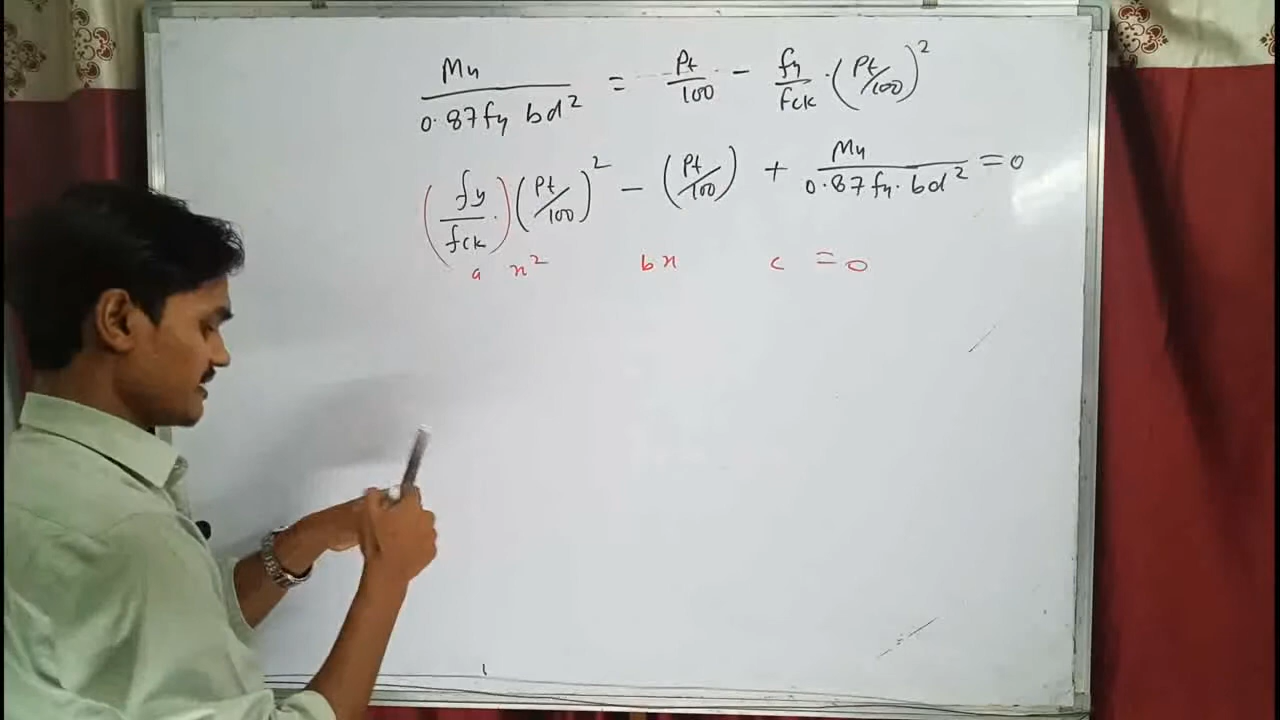 Mu / 0.87fy bd² = Pt/100 - fy/fck · (Pt/100)²
(fy/fck ·)(Pt/100)² - (Pt/100) + Mu / 0.87fy · bd² = 0
a x² bx c = 0